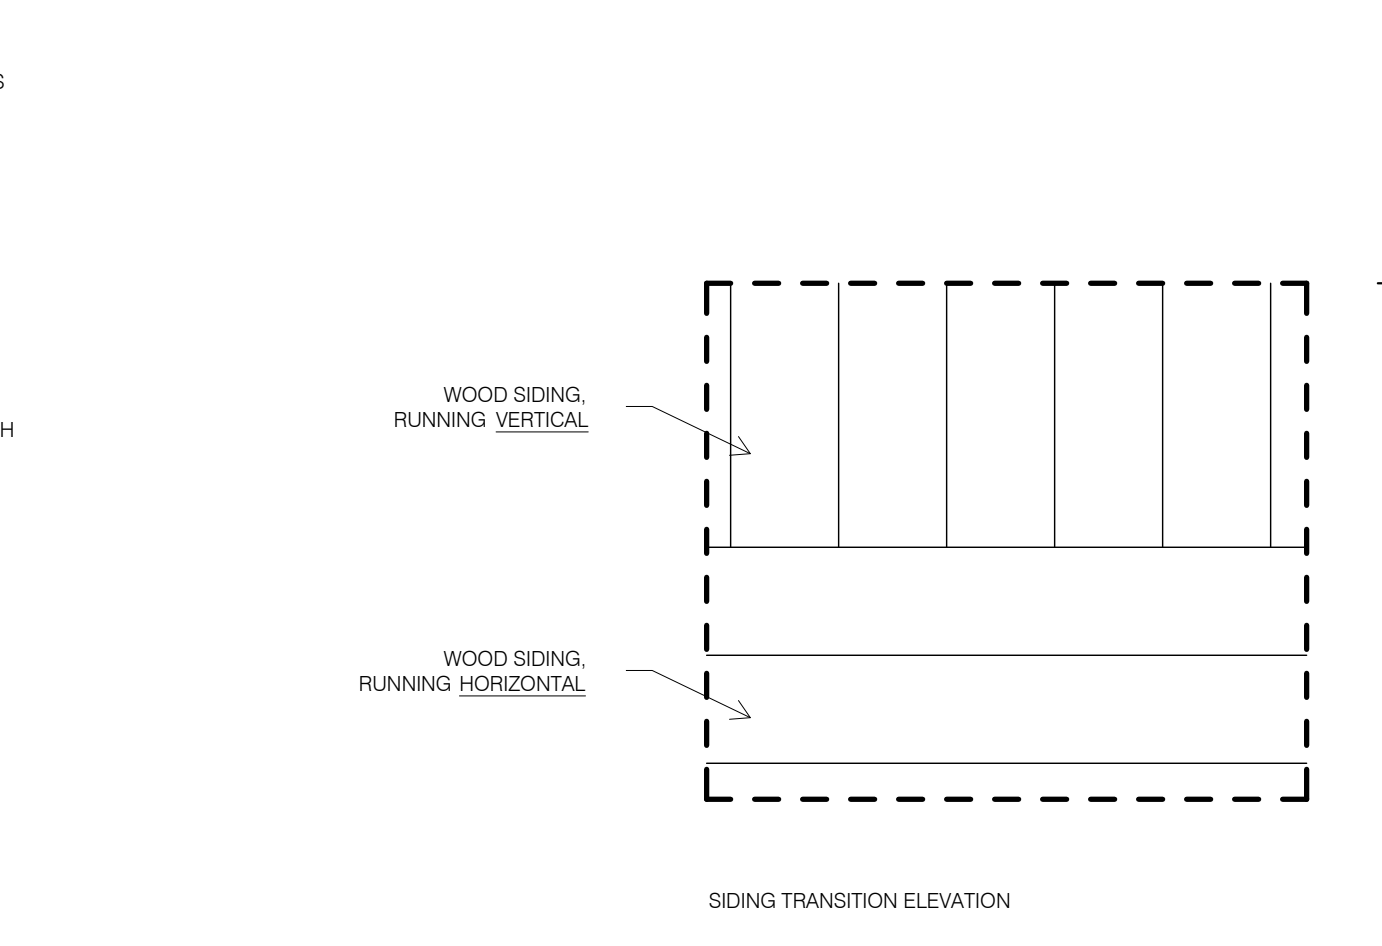 S
H
WOOD SIDING,
RUNNING VERTICAL
WOOD SIDING,
RUNNING HORIZONTAL
SIDING TRANSITION ELEVATION